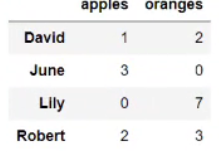 apples oranges
David 1 2
June 3 0
Lily 0 7
Robert 2 3